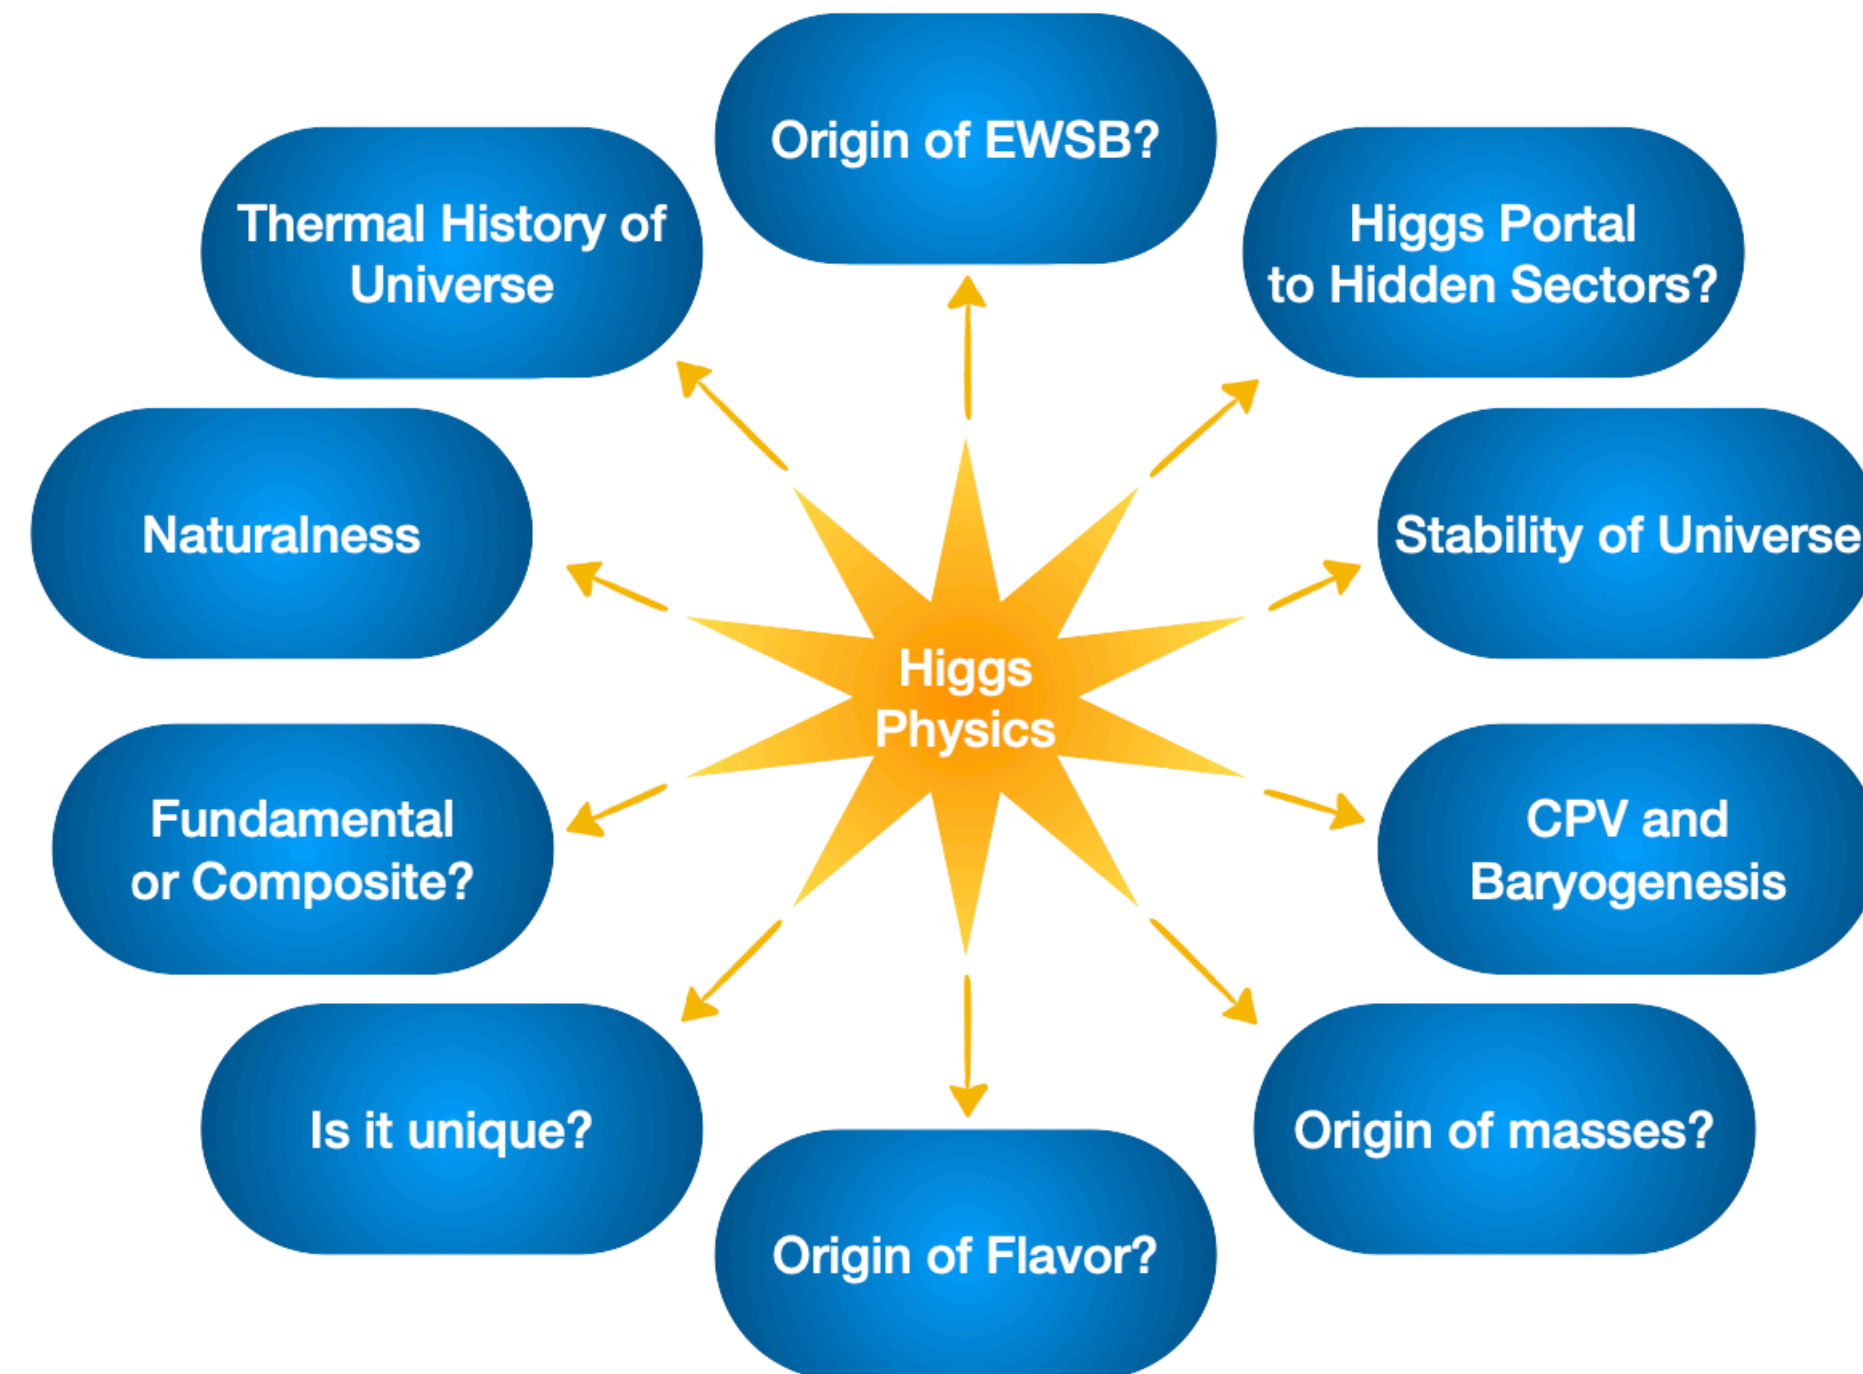 Origin of EWSB?
Thermal History of
Universe
Higgs Portal
to Hidden Sectors?
Naturalness
Stability of Universe
Higgs
Physics
Fundamental
or Composite?
CPV and
Baryogenesis
Is it unique?
Origin of masses?
Origin of Flavor?